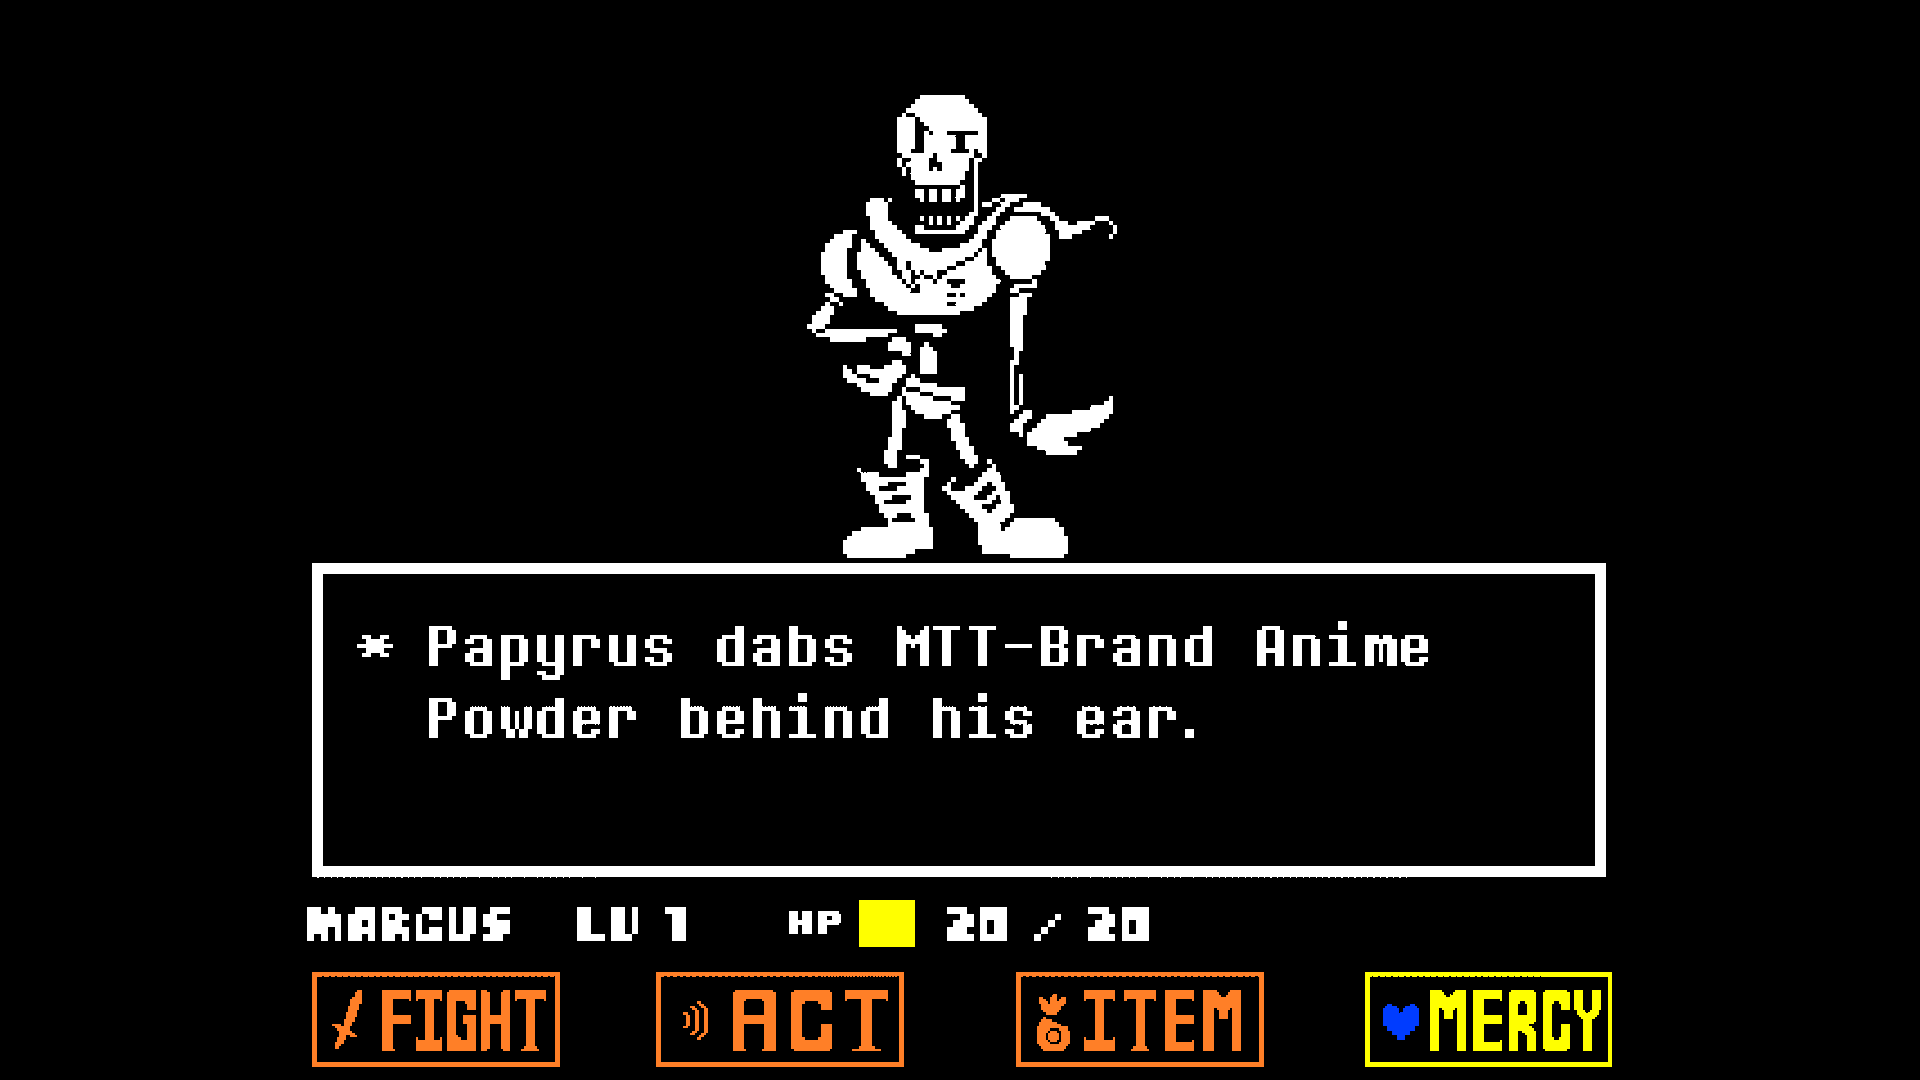 * Papyrus dabs MTT-Brand Anime
Powder behind his ear.
MARCUS LV 1 HP 20 / 20
FIGHT ACT ITEM MERCY